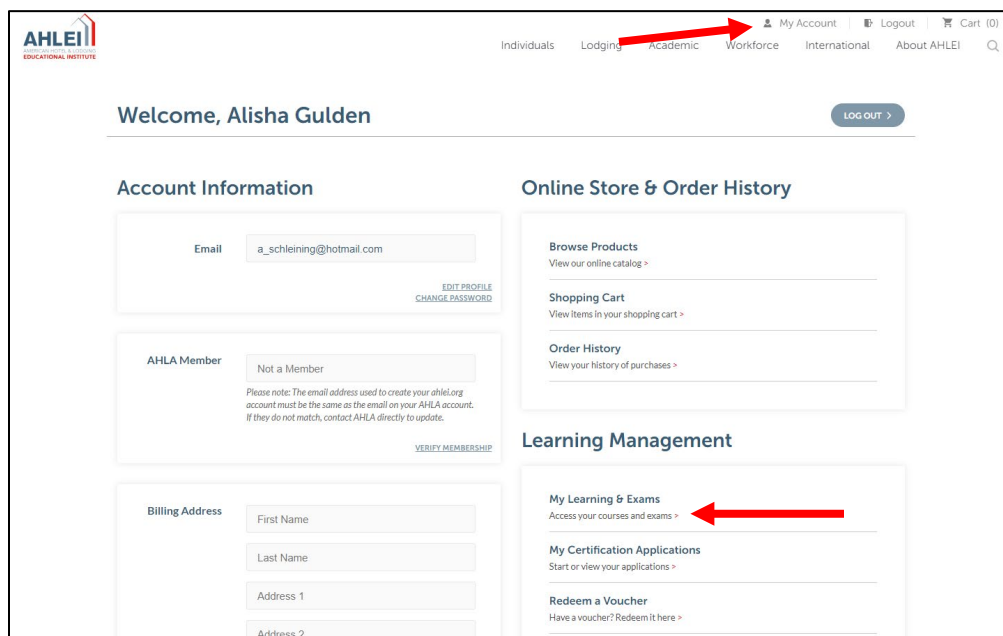 My Account
Logout
Cart (0)
AHLEI
AMERICAN HOTEL & LODGING
EDUCATIONAL INSTITUTE
Individuals
Lodging
Academic
Workforce
International
About AHLEI
Welcome, Alisha Gulden
LOG OUT >
Account Information
Email
a_schleining@hotmail.com
EDIT PROFILE
CHANGE PASSWORD
AHLA Member
Not a Member
Please note: The email address used to create your ahlei.org
account must be the same as the email on your AHLA account.
If they do not match, contact AHLA directly to update.
VERIFY MEMBERSHIP
Billing Address
First Name
Last Name
Address 1
Address 2
Online Store & Order History
Browse Products
View our online catalog >
Shopping Cart
View items in your shopping cart >
Order History
View your history of purchases >
Learning Management
My Learning & Exams
Access your courses and exams >
My Certification Applications
Start or view your applications >
Redeem a Voucher
Have a voucher? Redeem it here >